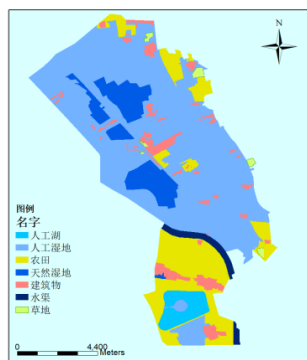 N
图例
名字
人工湖
人工湿地
农田
天然湿地
建筑物
水渠
草地
0 4,400
Meters